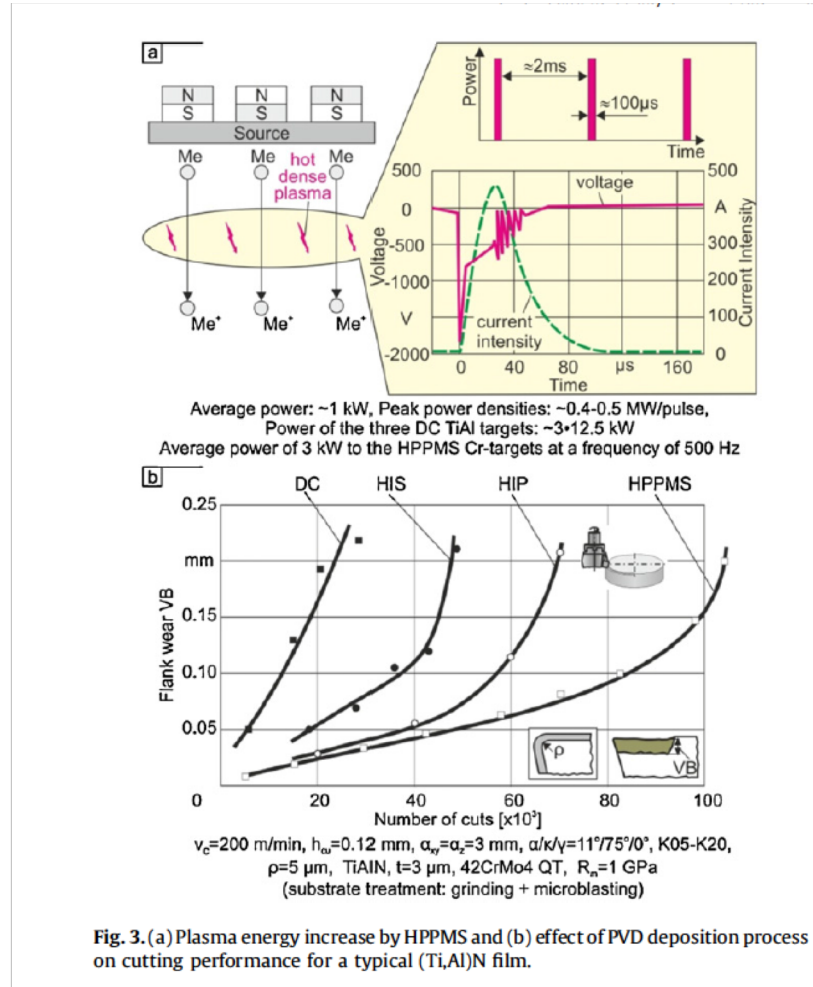 a
N N N
S S S
Source
Me Me Me
hot
dense
plasma
Me⁺ Me⁺ Me⁺
Power
≈2ms
≈100μs
Time
500 500
0 A
-500 300
-1000 200
V 100
-2000 0
Voltage
Current Intensity
voltage
current
intensity
0 40 80 μs 160
Time
Average power: ~1 kW, Peak power densities: ~0.4-0.5 MW/pulse,
Power of the three DC TiAl targets: ~3•12.5 kW
Average power of 3 kW to the HPPMS Cr-targets at a frequency of 500 Hz
b
DC HIS HIP HPPMS
0.25
mm
0.15
0.10
0.05
Flank wear VB
ρ
VB
0 20 40 60 80 100
Number of cuts [x10³]
v꜀=200 m/min, =0.12 mm, =3 mm, α/κ/γ=11°/75°/0°, K05-K20,
ρ=5 μm, TiAlN, t=3 μm, 42CrMo4 QT, =1 GPa
(substrate treatment: grinding + microblasting)
Fig. 3. (a) Plasma energy increase by HPPMS and (b) effect of PVD deposition process
on cutting performance for a typical (Ti,Al)N film.